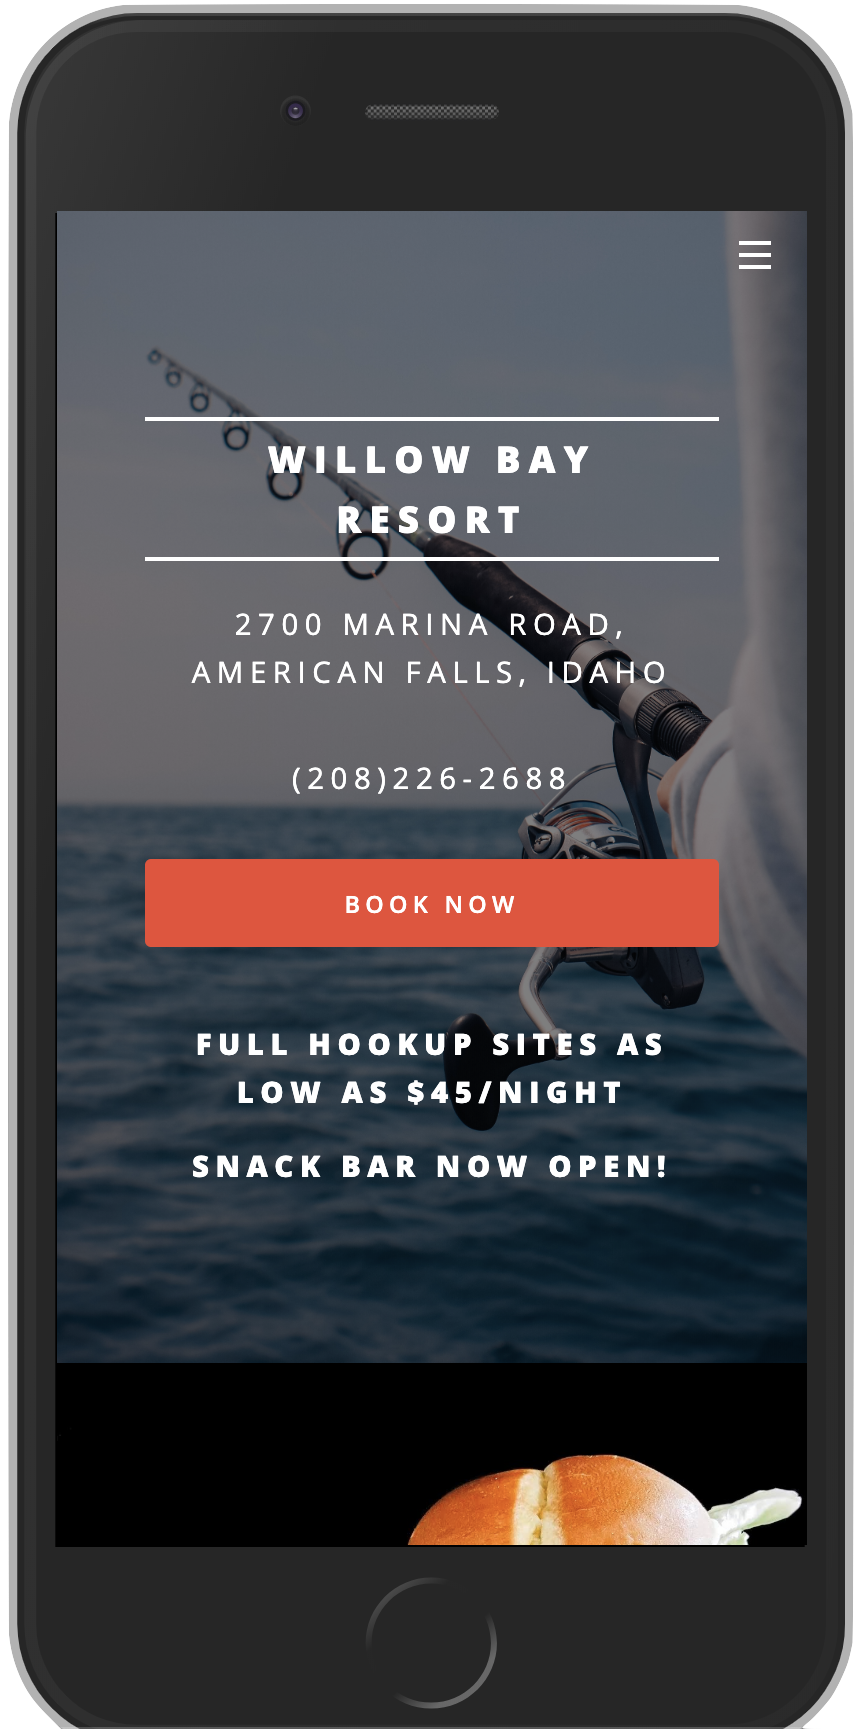 WILLOW BAY
RESORT
2700 MARINA ROAD,
AMERICAN FALLS, IDAHO
(208)226-2688
BOOK NOW
FULL HOOKUP SITES AS
LOW AS $45/NIGHT
SNACK BAR NOW OPEN!